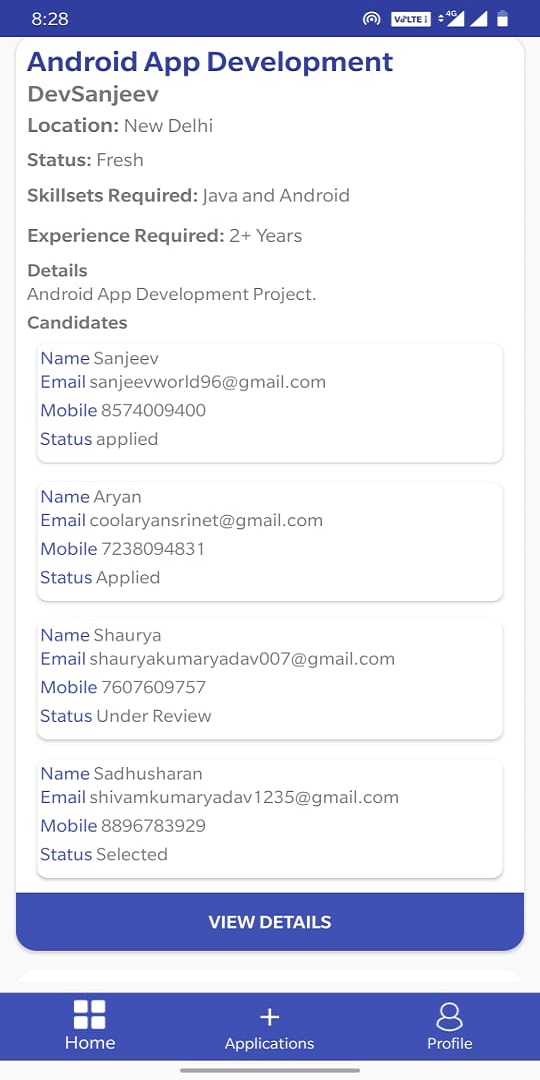 8:28
VoLTE 4G
Android App Development
DevSanjeev
Location: New Delhi
Status: Fresh
Skillsets Required: Java and Android
Experience Required: 2+ Years
Details
Android App Development Project.
Candidates
Name Sanjeev
Email sanjeevworld96@gmail.com
Mobile 8574009400
Status applied
Name Aryan
Email coolaryansrinet@gmail.com
Mobile 7238094831
Status Applied
Name Shaurya
Email shauryakumaryadav007@gmail.com
Mobile 7607609757
Status Under Review
Name Sadhusharan
Email shivamkumaryadav1235@gmail.com
Mobile 8896783929
Status Selected
VIEW DETAILS
Home
Applications
Profile